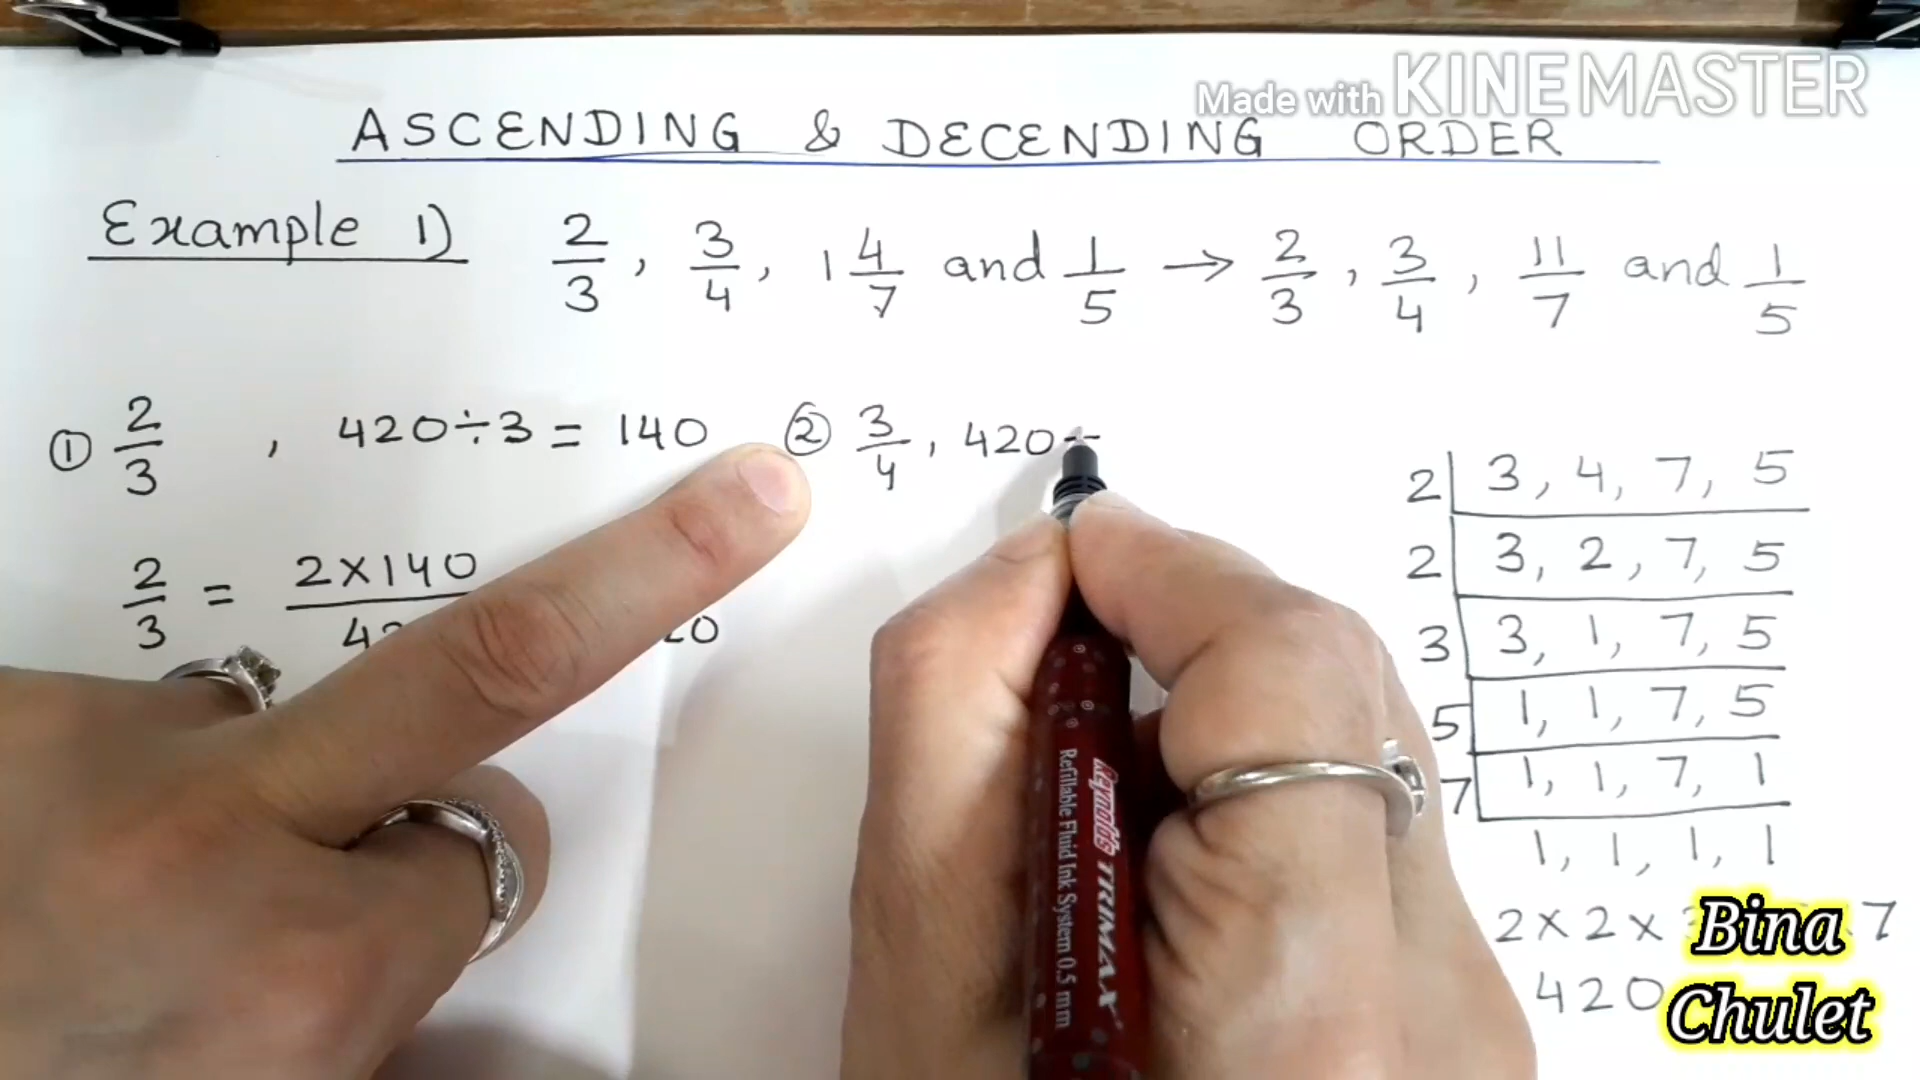 Made with KINEMASTER
ASCENDING & DECENDING ORDER
Example 1) 2/3, 3/4, 1 4/7 and 1/5 → 2/3, 3/4, 11/7 and 1/5
① 2/3 , 420÷3 = 140
2/3 = 2×140
② 3/4, 420
2 | 3, 4, 7, 5
2 | 3, 2, 7, 5
3 | 3, 1, 7, 5
5 | 1, 1, 7, 5
7 | 1, 1, 7, 1
1, 1, 1, 1
2×2× 7
420
Reynolds TRIMAX
Refillable Fluid Ink System 0.5 mm
Bina
Chulet